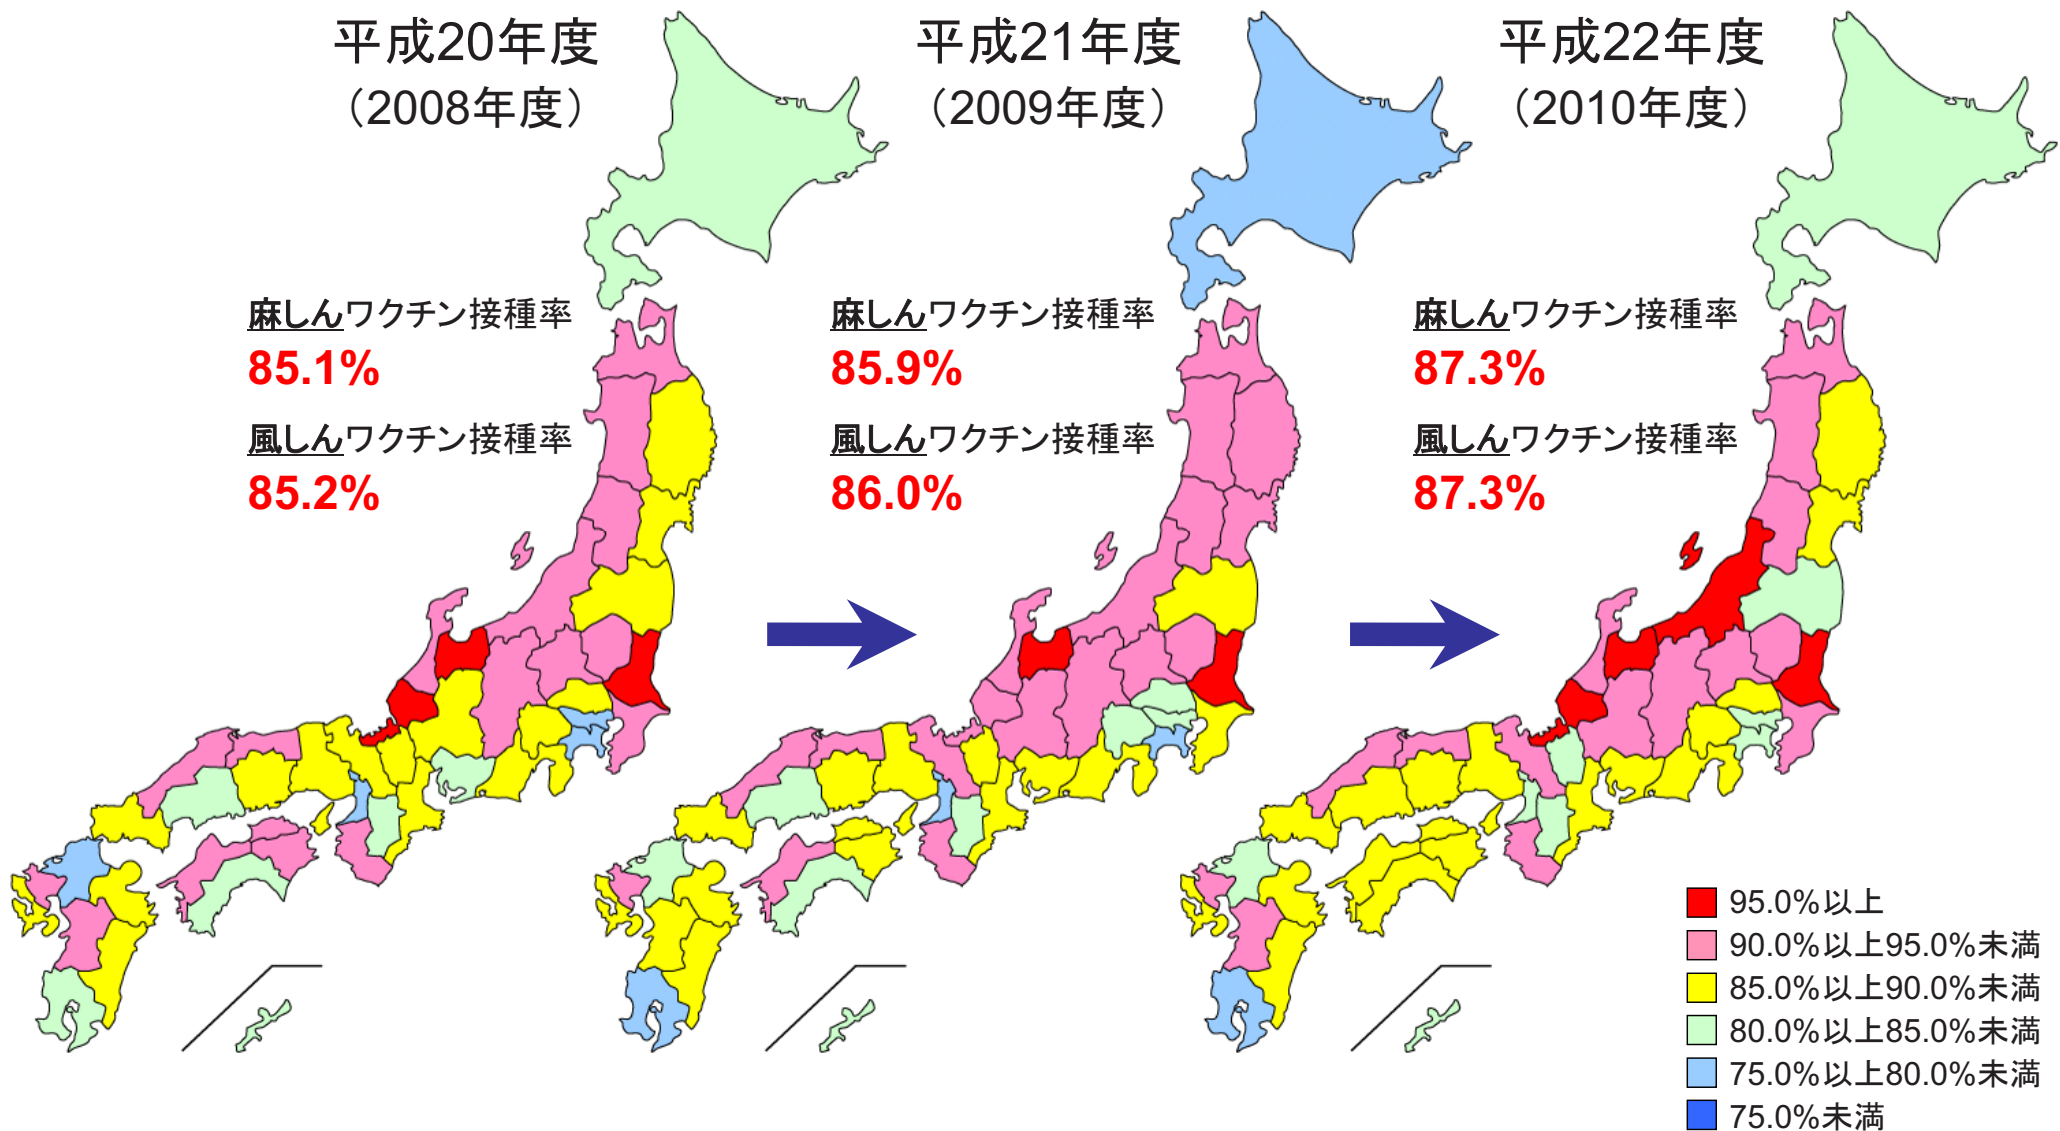 平成20年度
（2008年度）
麻しんワクチン接種率
85.1%
風しんワクチン接種率
85.2%
平成21年度
（2009年度）
麻しんワクチン接種率
85.9%
風しんワクチン接種率
86.0%
平成22年度
（2010年度）
麻しんワクチン接種率
87.3%
風しんワクチン接種率
87.3%
95.0%以上
90.0%以上95.0%未満
85.0%以上90.0%未満
80.0%以上85.0%未満
75.0%以上80.0%未満
75.0%未満